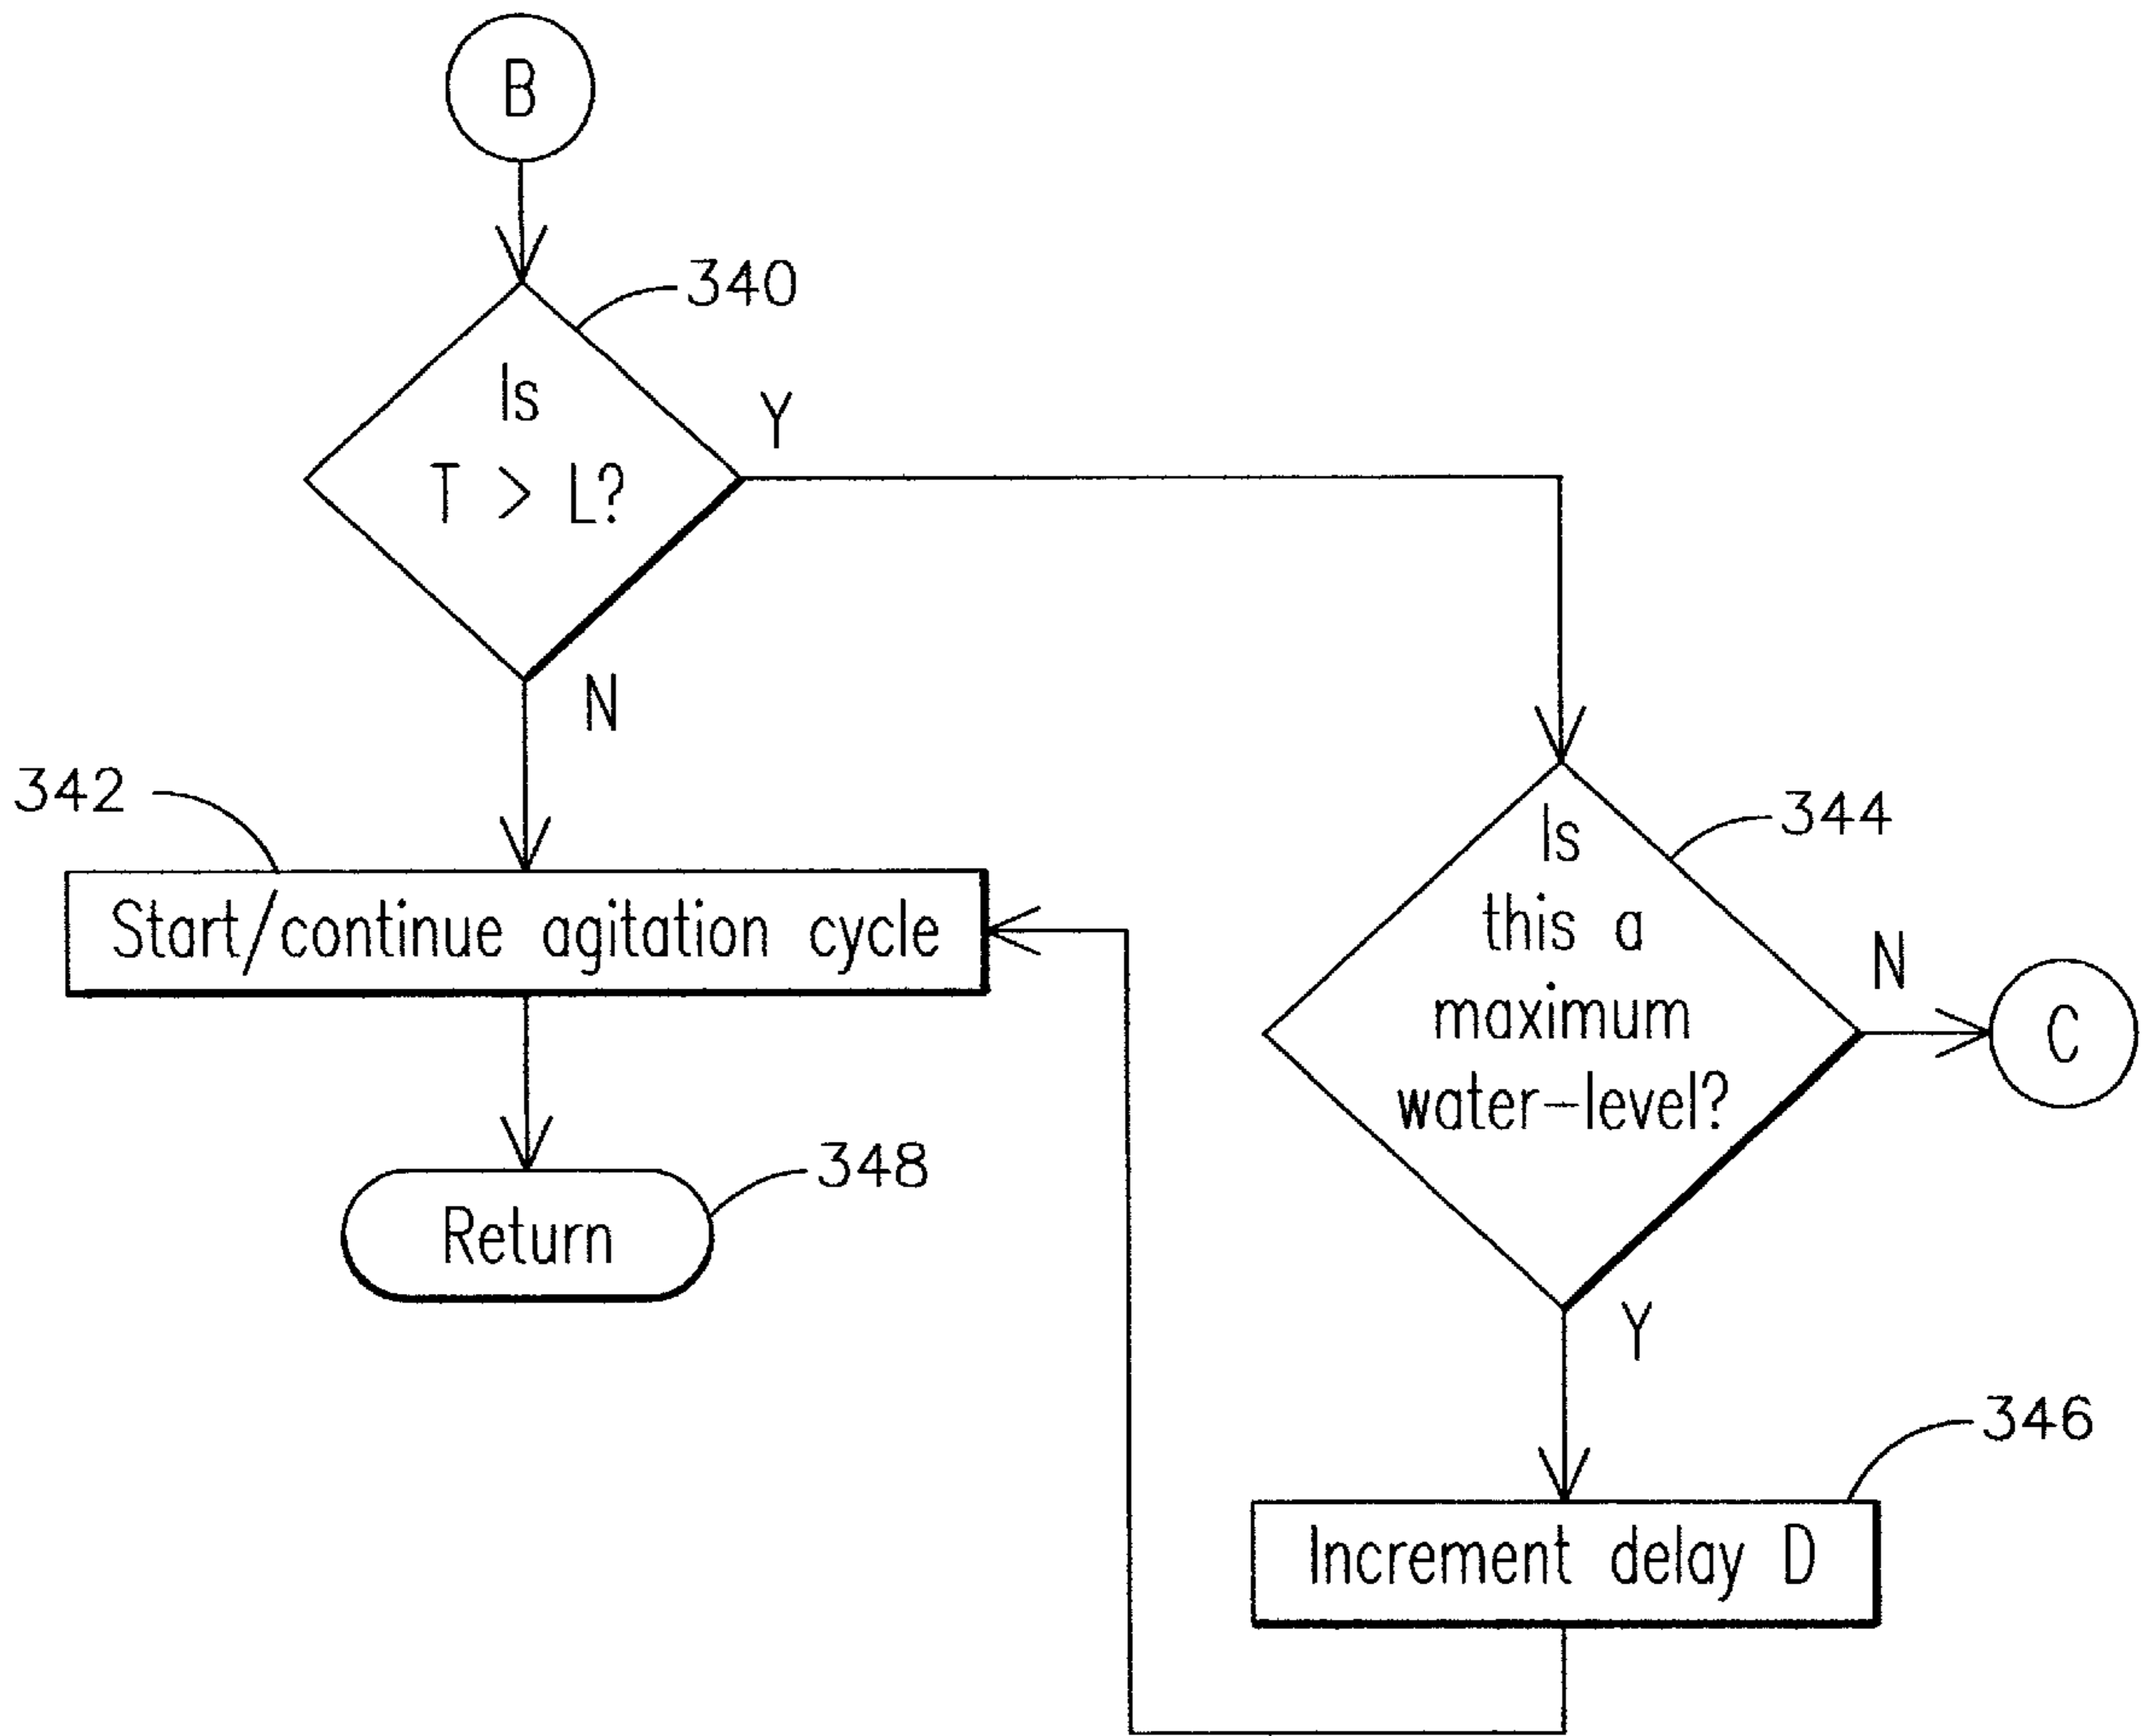 B
340
Is
T > L?
Y
N
342
Start/continue agitation cycle
348
Return
344
Is
this a
maximum
water-level?
N
C
Y
346
Increment delay D